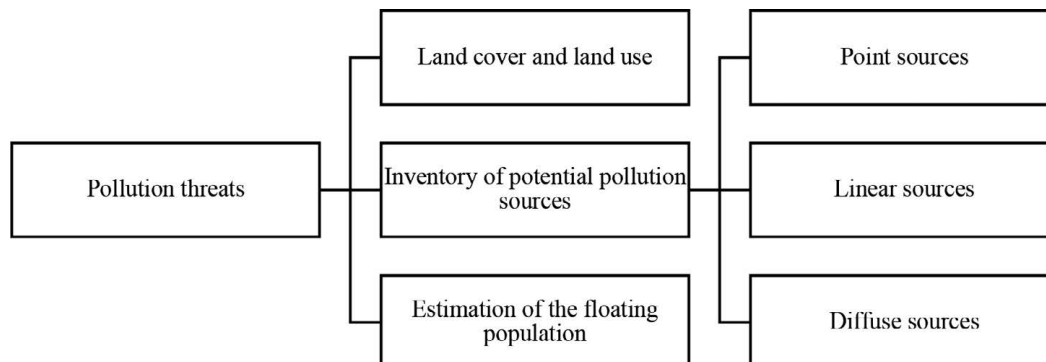 Land cover and land use
Point sources
Pollution threats
Inventory of potential pollution
sources
Linear sources
Estimation of the floating
population
Diffuse sources